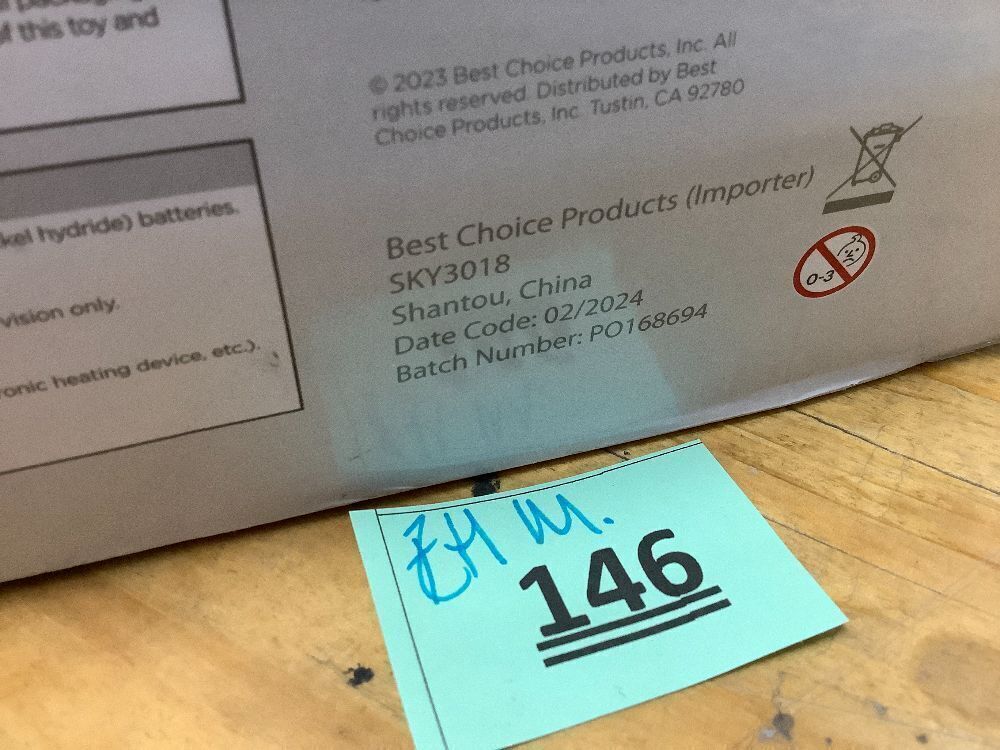 of this toy and
kel hydride) batteries.
vision only.
ronic heating device, etc.).
© 2023 Best Choice Products, Inc. All
rights reserved. Distributed by Best
Choice Products, Inc. Tustin, CA 92780
Best Choice Products (Importer)
SKY3018
Shantou, China
Date Code: 02/2024
Batch Number: PO168694
0-3
146